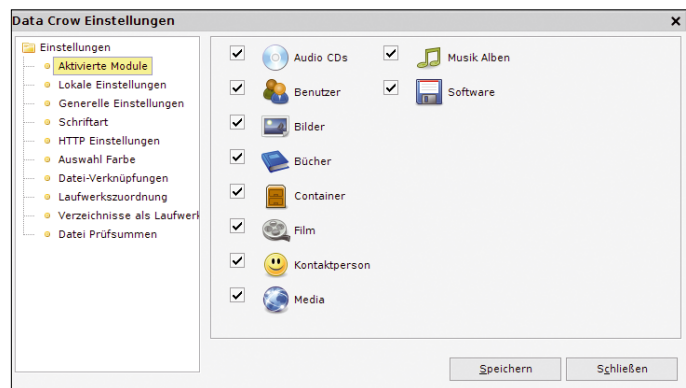 Data Crow Einstellungen
Einstellungen
Aktivierte Module
Lokale Einstellungen
Generelle Einstellungen
Schriftart
HTTP Einstellungen
Auswahl Farbe
Datei-Verknüpfungen
Laufwerkszuordnung
Verzeichnisse als Laufwerk
Datei Prüfsummen
Audio CDs
Musik Alben
Benutzer
Software
Bilder
Bücher
Container
Film
Kontaktperson
Media
Speichern
Schließen